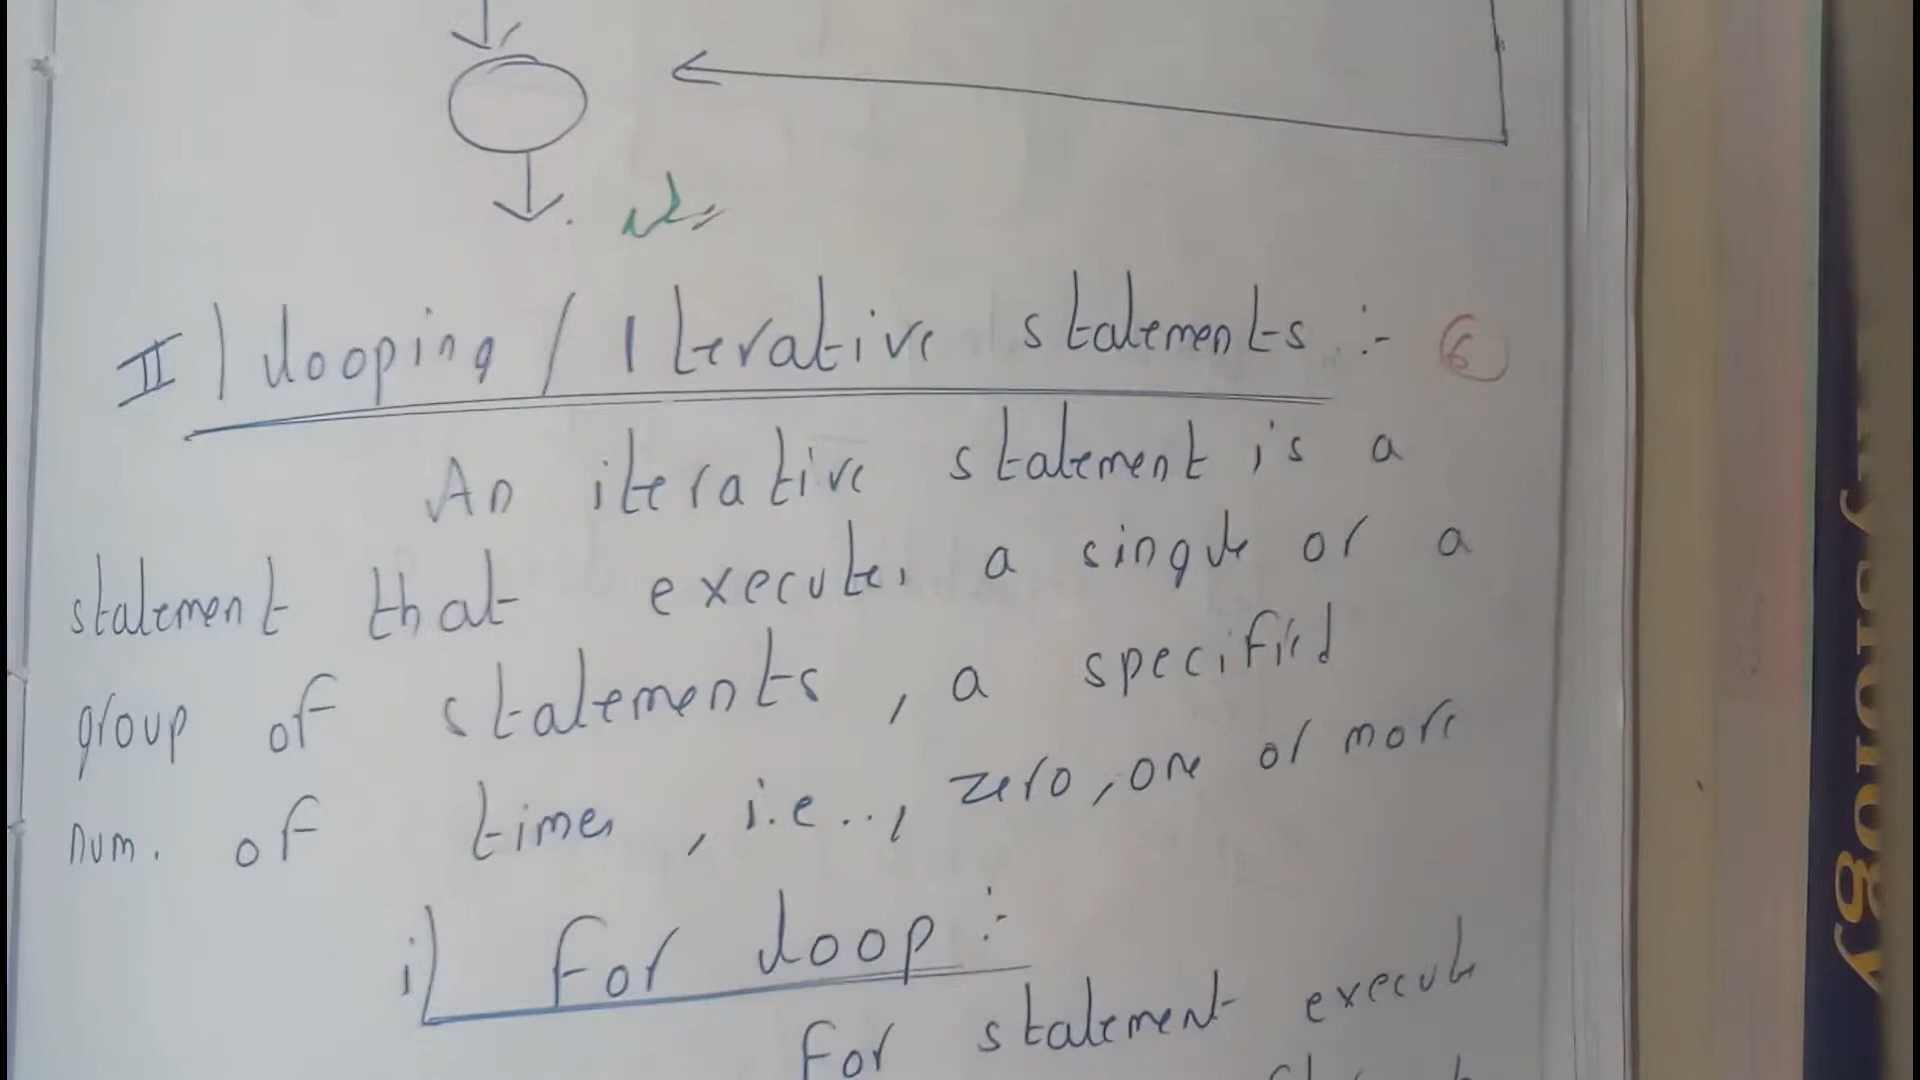 II) Looping / Iterative statements :- 6
An iterative statement is a
statement that executes a single or a
group of statements, a specified
num. of times, i.e.., zero, one or more
i) For Loop :-
For statement execute
ology